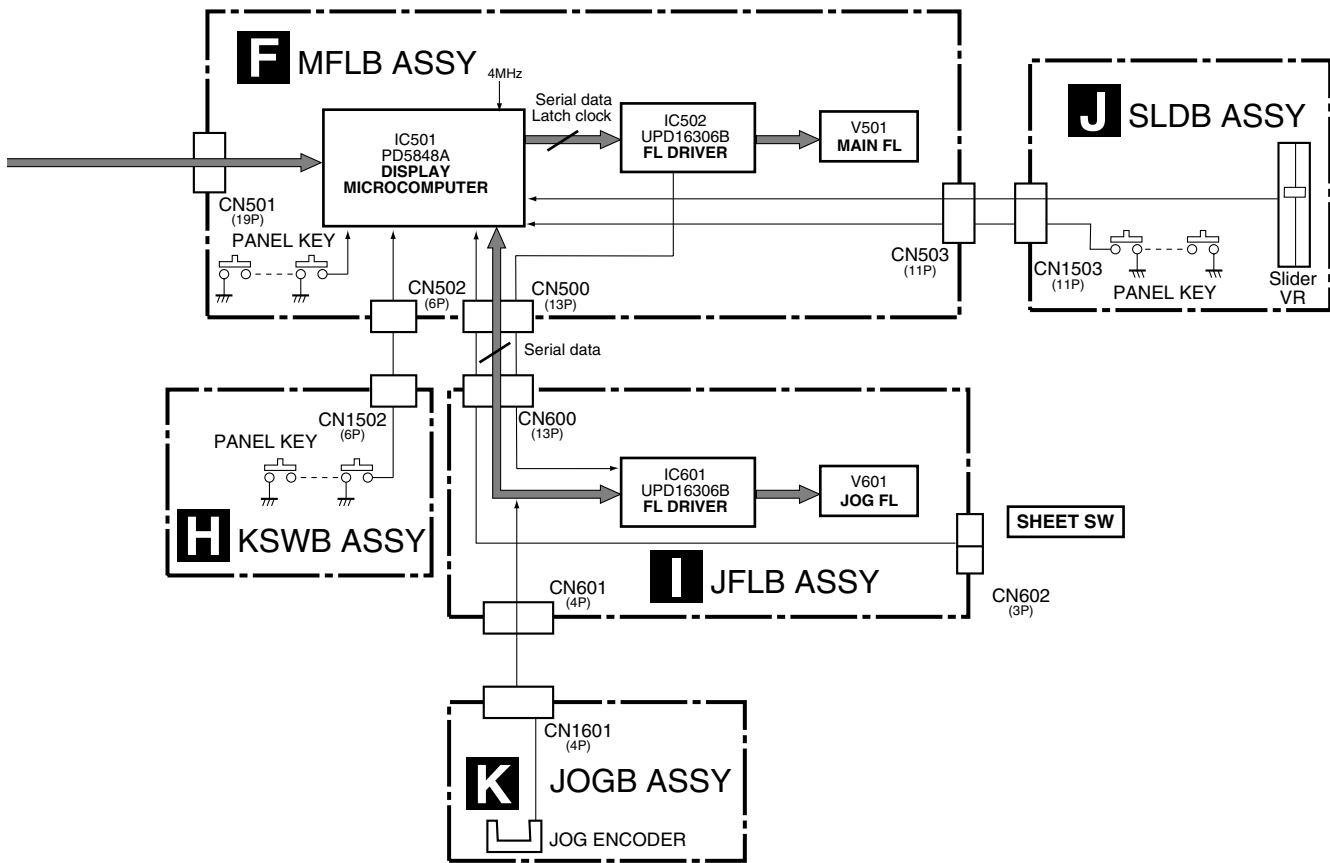 F MFLB ASSY
4MHz
IC501
PD5848A
DISPLAY
MICROCOMPUTER
Serial data
Latch clock
IC502
UPD16306B
FL DRIVER
V501
MAIN FL
CN501
(19P)
PANEL KEY
CN502
(6P)
CN500
(13P)
CN503
(11P)
J SLDB ASSY
CN1503
(11P)
PANEL KEY
Slider
VR
Serial data
CN1502
(6P)
PANEL KEY
H KSWB ASSY
CN600
(13P)
IC601
UPD16306B
FL DRIVER
V601
JOG FL
SHEET SW
I JFLB ASSY
CN602
(3P)
CN601
(4P)
CN1601
(4P)
K JOGB ASSY
JOG ENCODER